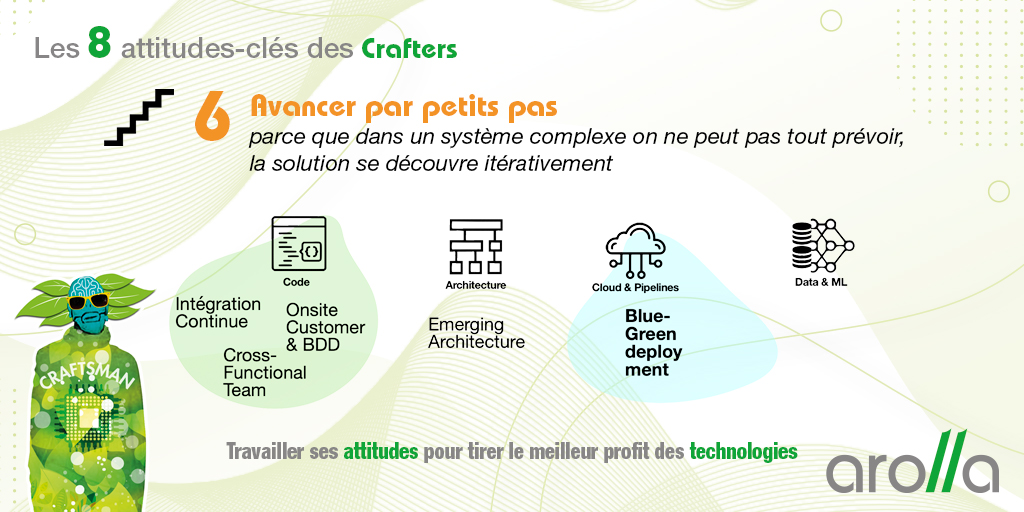 Les 8 attitudes-clés des Crafters
6 Avancer par petits pas
parce que dans un système complexe on ne peut pas tout prévoir,
la solution se découvre itérativement
Code
Intégration
Continue
Onsite
Customer
& BDD
Cross-
Functional
Team
Architecture
Emerging
Architecture
Cloud & Pipelines
Blue-
Green
deploy
ment
Data & ML
CRAFTSMAN
Travailler ses attitudes pour tirer le meilleur profit des technologies
arolla